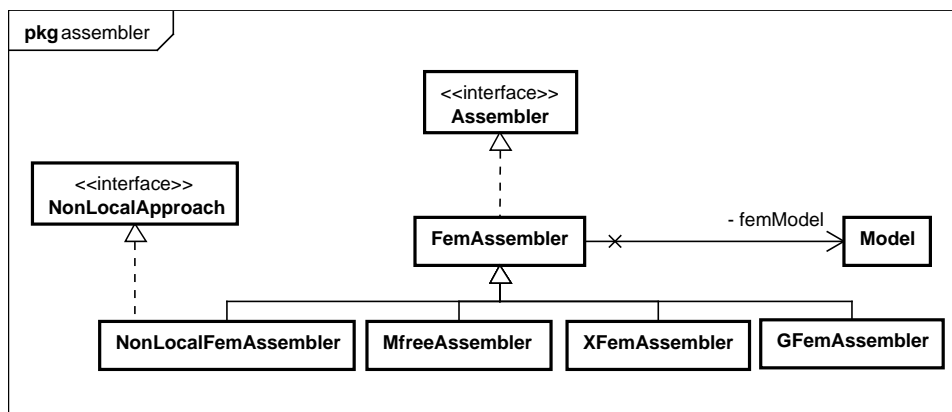 pkg assembler
<<interface>>
Assembler
<<interface>>
NonLocalApproach
FemAssembler
- femModel
Model
NonLocalFemAssembler
MfreeAssembler
XFemAssembler
GFemAssembler